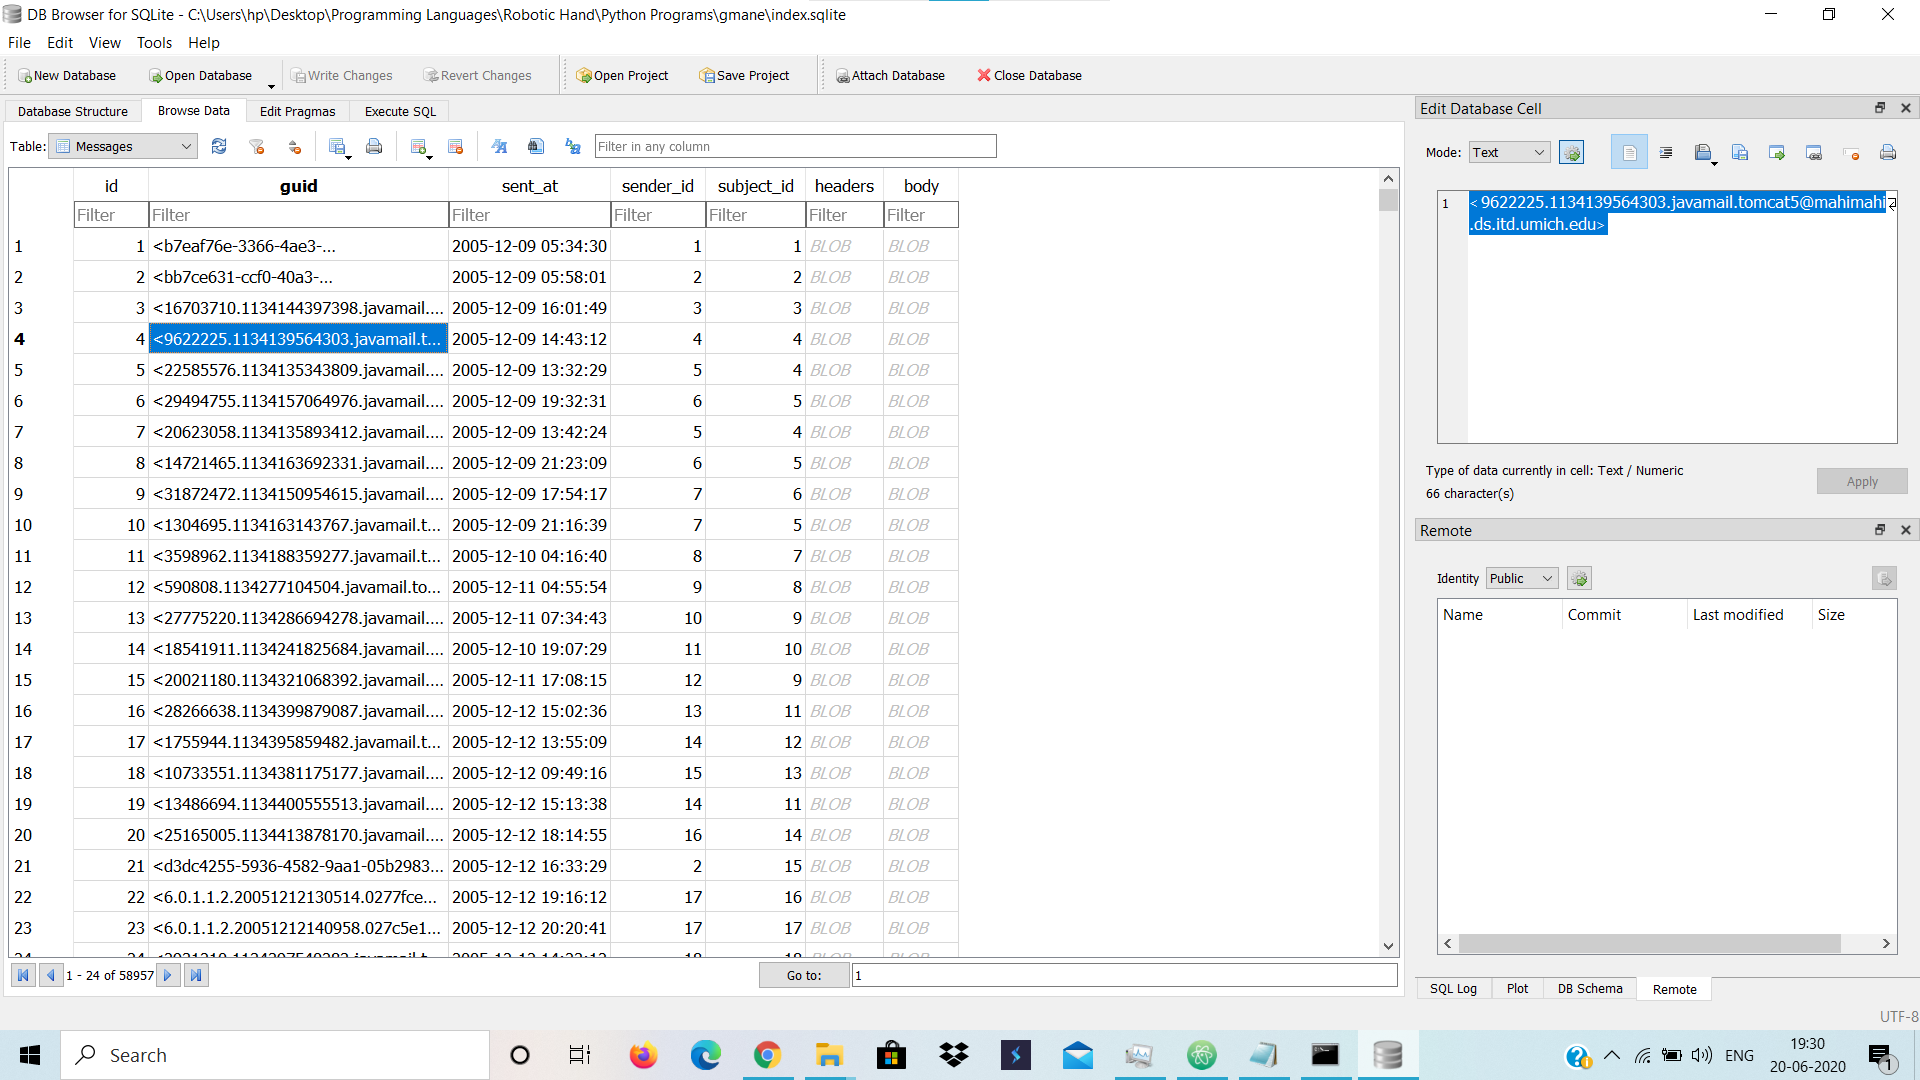 DB Browser for SQLite - C:\Users\hp\Desktop\Programming Languages\Robotic Hand\Python Programs\gmane\index.sqlite
File Edit View Tools Help
New Database Open Database Write Changes Revert Changes Open Project Save Project Attach Database Close Database
Database Structure Browse Data Edit Pragmas Execute SQL
Table: Messages Filter in any column
id guid sent_at sender_id subject_id headers body
Filter Filter Filter Filter Filter Filter Filter
1 1 <b7eaf76e-3366-4ae3-... 2005-12-09 05:34:30 1 1 BLOB BLOB
2 2 <bb7ce631-ccf0-40a3-... 2005-12-09 05:58:01 2 2 BLOB BLOB
3 3 <16703710.1134144397398.javamail.... 2005-12-09 16:01:49 3 3 BLOB BLOB
4 4 <9622225.1134139564303.javamail.t... 2005-12-09 14:43:12 4 4 BLOB BLOB
5 5 <22585576.1134135343809.javamail.... 2005-12-09 13:32:29 5 4 BLOB BLOB
6 6 <29494755.1134157064976.javamail.... 2005-12-09 19:32:31 6 5 BLOB BLOB
7 7 <20623058.1134135893412.javamail.... 2005-12-09 13:42:24 5 4 BLOB BLOB
8 8 <14721465.1134163692331.javamail.... 2005-12-09 21:23:09 6 5 BLOB BLOB
9 9 <31872472.1134150954615.javamail.... 2005-12-09 17:54:17 7 6 BLOB BLOB
10 10 <1304695.1134163143767.javamail.t... 2005-12-09 21:16:39 7 5 BLOB BLOB
11 11 <3598962.1134188359277.javamail.t... 2005-12-10 04:16:40 8 7 BLOB BLOB
12 12 <590808.1134277104504.javamail.to... 2005-12-11 04:55:54 9 8 BLOB BLOB
13 13 <27775220.1134286694278.javamail.... 2005-12-11 07:34:43 10 9 BLOB BLOB
14 14 <18541911.1134241825684.javamail.... 2005-12-10 19:07:29 11 10 BLOB BLOB
15 15 <20021180.1134321068392.javamail.... 2005-12-11 17:08:15 12 9 BLOB BLOB
16 16 <28266638.1134399879087.javamail.... 2005-12-12 15:02:36 13 11 BLOB BLOB
17 17 <1755944.1134395859482.javamail.t... 2005-12-12 13:55:09 14 12 BLOB BLOB
18 18 <10733551.1134381175177.javamail.... 2005-12-12 09:49:16 15 13 BLOB BLOB
19 19 <13486694.1134400555513.javamail.... 2005-12-12 15:13:38 14 11 BLOB BLOB
20 20 <25165005.1134413878170.javamail.... 2005-12-12 18:14:55 16 14 BLOB BLOB
21 21 <d3dc4255-5936-4582-9aa1-05b2983... 2005-12-12 16:33:29 2 15 BLOB BLOB
22 22 <6.0.1.1.2.20051212130514.0277fce... 2005-12-12 19:16:12 17 16 BLOB BLOB
23 23 <6.0.1.1.2.20051212140958.027c5e1... 2005-12-12 20:20:41 17 17 BLOB BLOB
1 - 24 of 58957 Go to: 1
Edit Database Cell
Mode: Text
1 <9622225.1134139564303.javamail.tomcat5@mahimahi
.ds.itd.umich.edu>
Type of data currently in cell: Text / Numeric
66 character(s)
Apply
Remote
Identity Public
Name Commit Last modified Size
SQL Log Plot DB Schema Remote
UTF-8
Search
ENG
19:30
20-06-2020
1